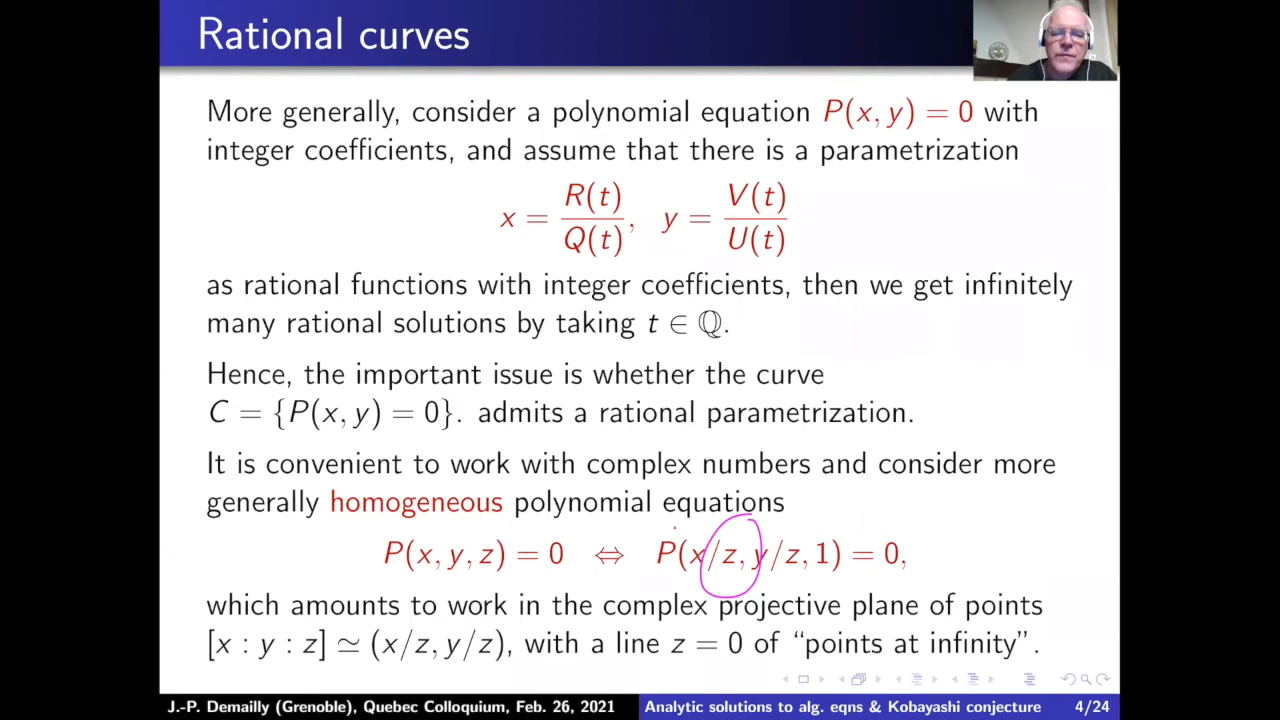 Rational curves
More generally, consider a polynomial equation P(x, y) = 0 with
integer coefficients, and assume that there is a parametrization
x = R(t)/Q(t), y = V(t)/U(t)
as rational functions with integer coefficients, then we get infinitely
many rational solutions by taking t ∈ ℚ.
Hence, the important issue is whether the curve
C = {P(x, y) = 0}. admits a rational parametrization.
It is convenient to work with complex numbers and consider more
generally homogeneous polynomial equations
P(x, y, z) = 0 ⇔ P(x/z, y/z, 1) = 0,
which amounts to work in the complex projective plane of points
[x : y : z] ≃ (x/z, y/z), with a line z = 0 of “points at infinity”.
J.-P. Demailly (Grenoble), Quebec Colloquium, Feb. 26, 2021 Analytic solutions to alg. eqns & Kobayashi conjecture 4/24